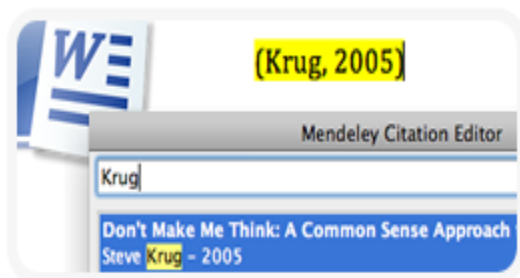 W
(Krug, 2005)
Mendeley Citation Editor
Krug
Don't Make Me Think: A Common Sense Approach
Steve Krug – 2005